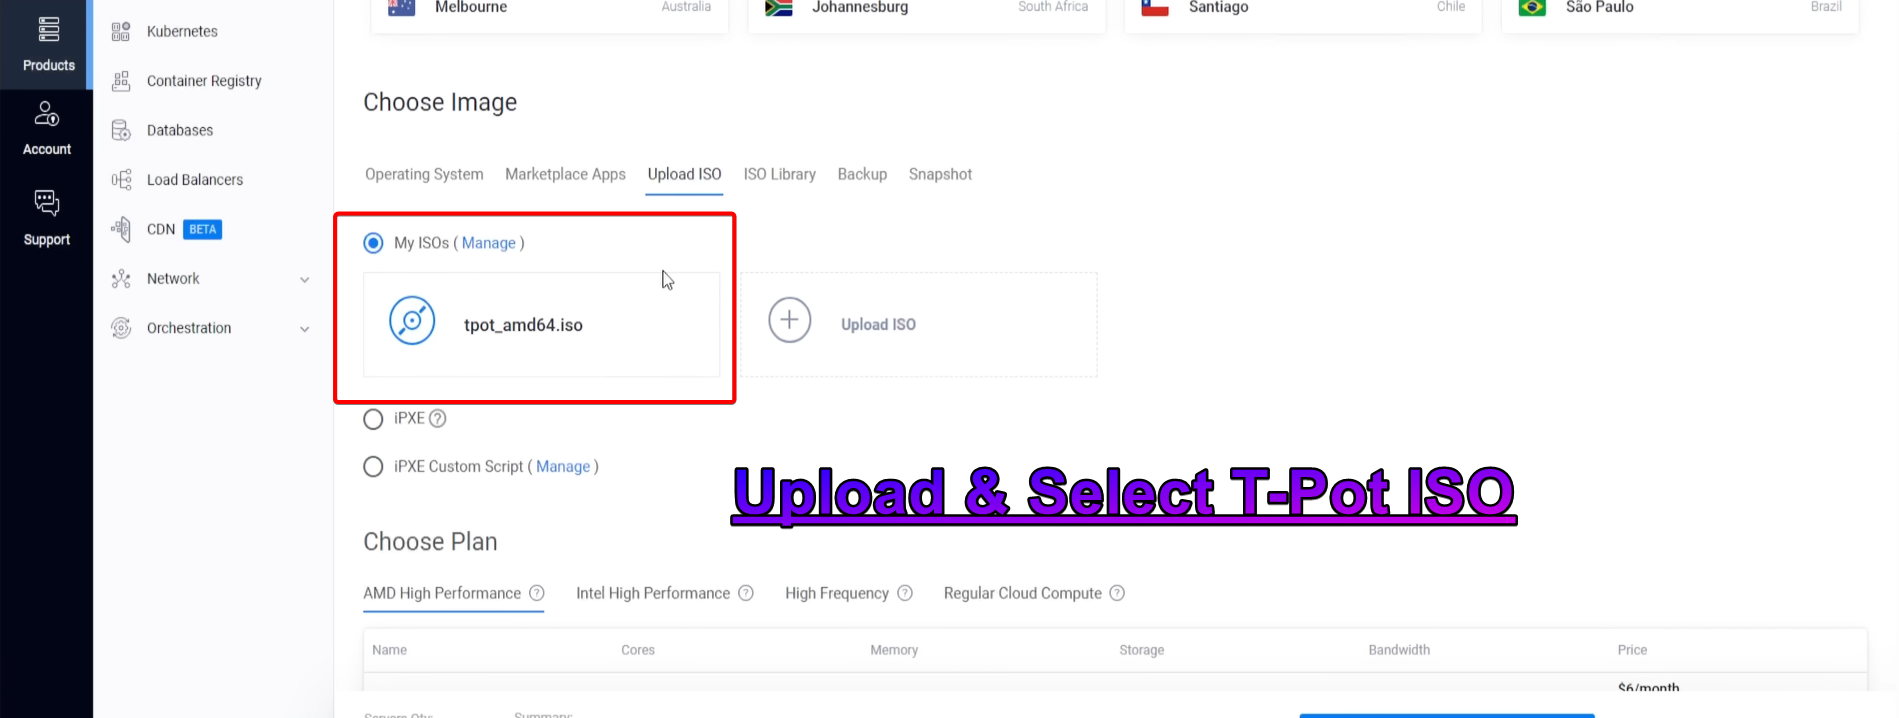 Melbourne Australia
Johannesburg South Africa
Santiago Chile
São Paulo Brazil
Products
Account
Support
Kubernetes
Container Registry
Databases
Load Balancers
CDN BETA
Network
Orchestration
Choose Image
Operating System Marketplace Apps Upload ISO ISO Library Backup Snapshot
My ISOs ( Manage )
tpot_amd64.iso
Upload ISO
iPXE ?
iPXE Custom Script ( Manage )
Upload & Select T-Pot ISO
Choose Plan
AMD High Performance ? Intel High Performance ? High Frequency ? Regular Cloud Compute ?
Name Cores Memory Storage Bandwidth Price
$6/month
Servers Qty: Summary: